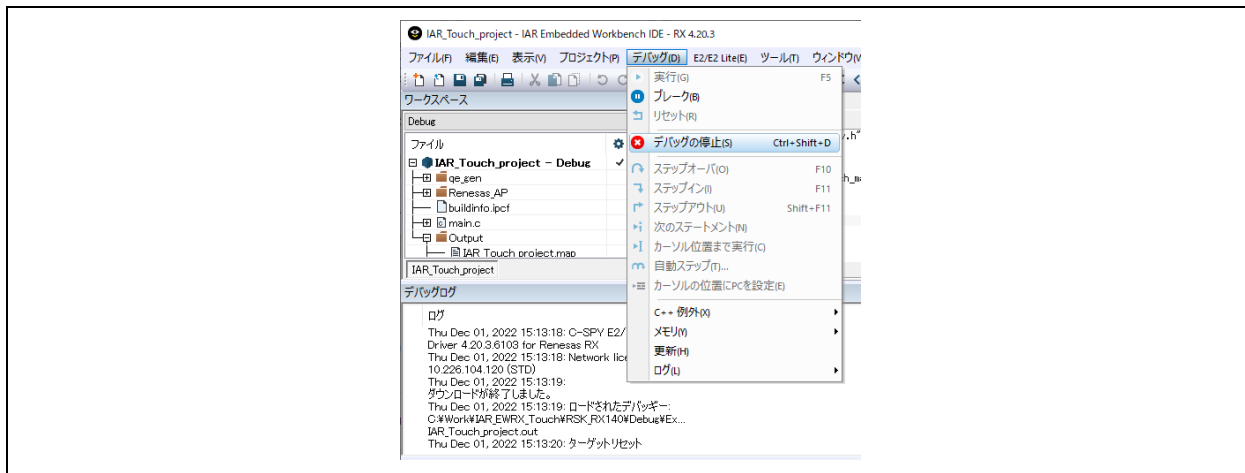 IAR_Touch_project - IAR Embedded Workbench IDE - RX 4.20.3
ファイル(F) 編集(E) 表示(V) プロジェクト(P) デバッグ(D) E2/E2 Lite(E) ツール(T) ウィンドウ(W
ワークスペース
Debug
ファイル
IAR_Touch_project - Debug
qe_gen
Renesas_AP
buildinfo.ipcf
main.c
Output
IAR_Touch_project.map
IAR_Touch_project
実行(G) F5
ブレーク(B)
リセット(R)
デバッグの停止(S) Ctrl+Shift+D
ステップオーバ(O) F10
ステップイン(I) F11
ステップアウト(U) Shift+F11
次のステートメント(N)
カーソル位置まで実行(C)
自動ステップ(T)...
カーソルの位置にPCを設定(E)
C++ 例外(X)
メモリ(Y)
更新(H)
ログ(L)
.h"
デバッグログ
ログ
Thu Dec 01, 2022 15:13:18: C-SPY E2/
Driver 4.20.3.6103 for Renesas RX
Thu Dec 01, 2022 15:13:18: Network lice
10.226.104.120 (STD)
Thu Dec 01, 2022 15:13:19:
ダウンロードが終了しました。
Thu Dec 01, 2022 15:13:19: ロードされたデバッギー:
C:¥Work¥IAR_EWRX_Touch¥RSK_RX140¥Debug¥Ex...
IAR_Touch_project.out
Thu Dec 01, 2022 15:13:20: ターゲットリセット